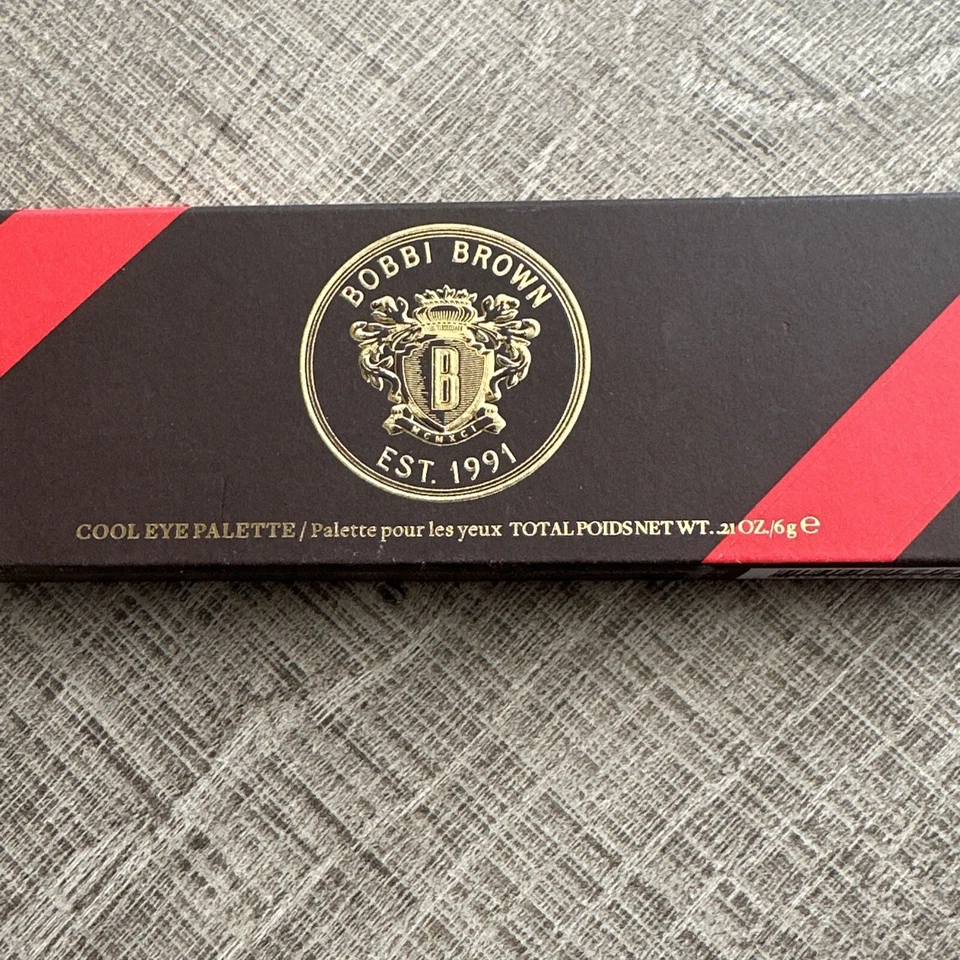 BOBBI BROWN
B
MCMXCI
EST. 1991
COOL EYE PALETTE / Palette pour les yeux TOTAL POIDS NET WT. .21 OZ./6g ℮